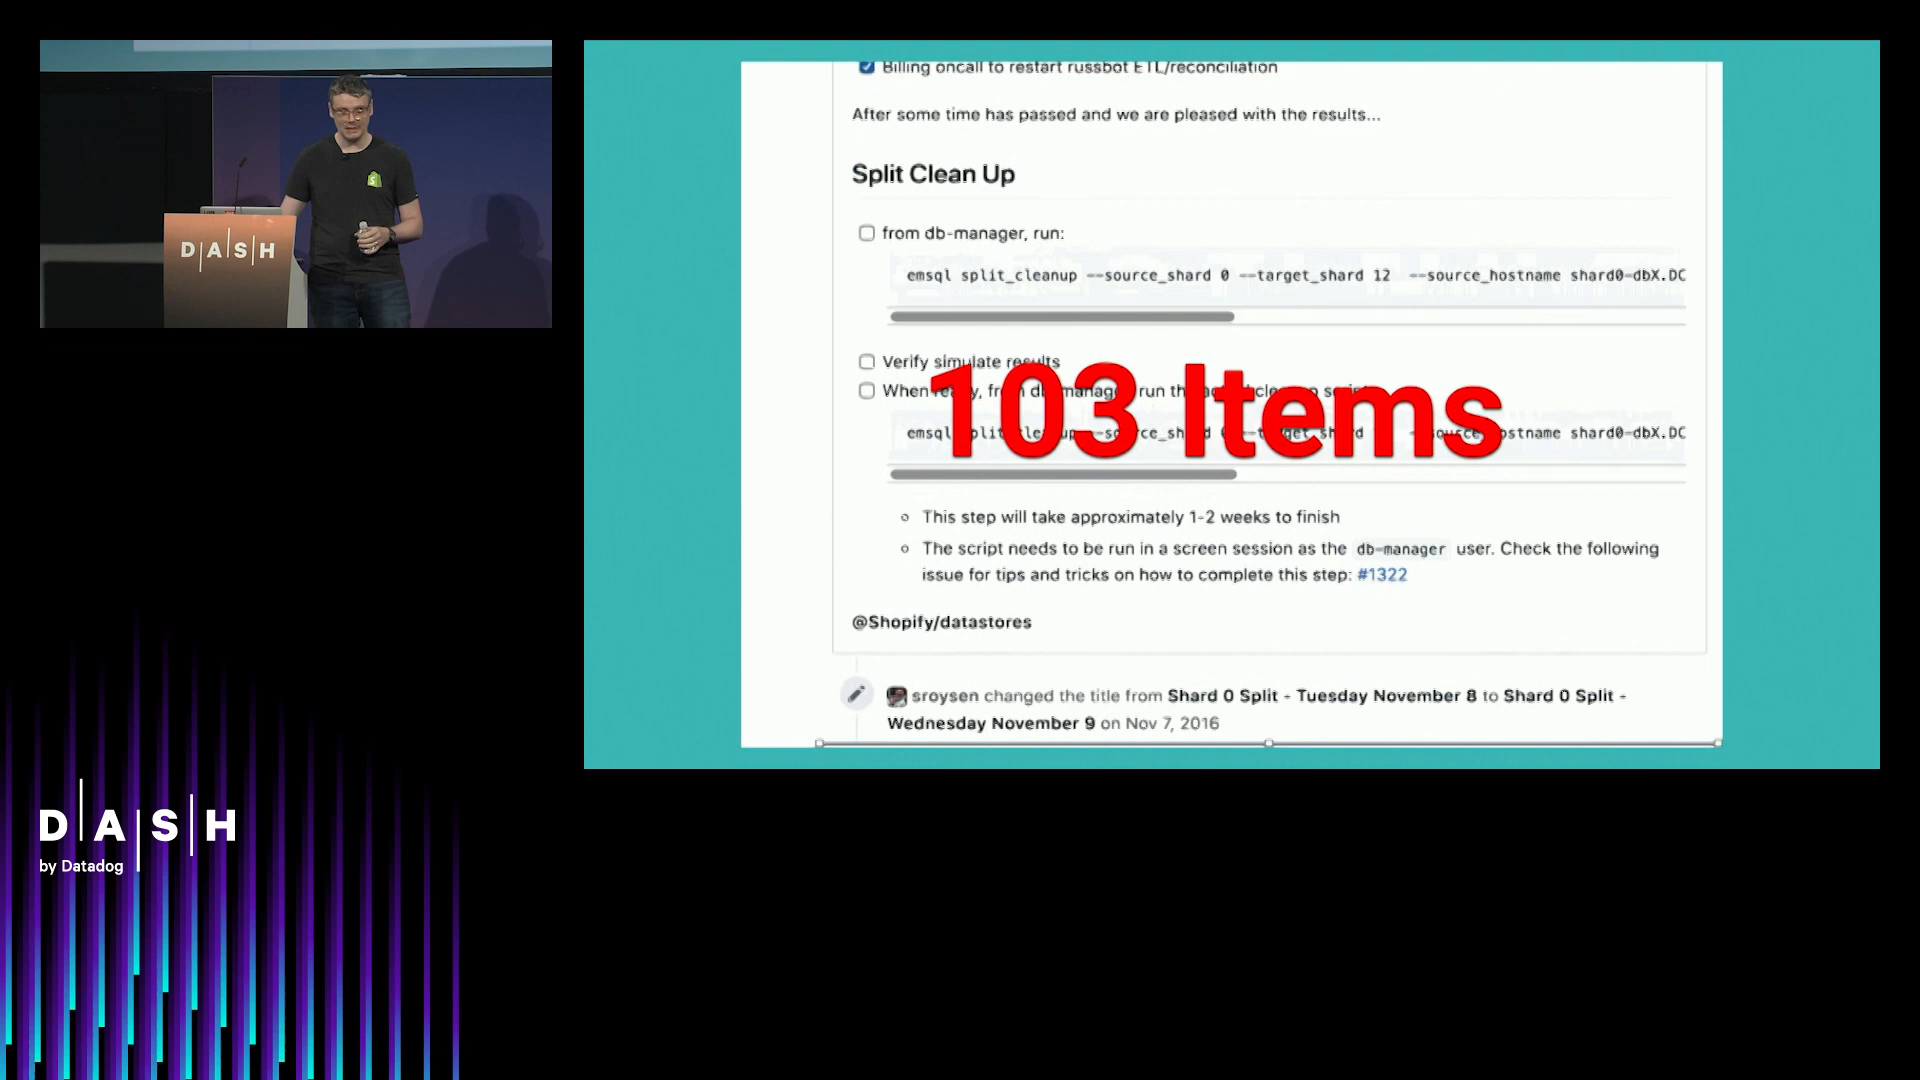 D|A|S|H
Billing oncall to restart russbot ETL/reconciliation
After some time has passed and we are pleased with the results...
Split Clean Up
from db-manager, run:
emsql split_cleanup --source_shard 0 --target_shard 12 --source_hostname shard0-dbX.DC
Verify simulate results
103 Items
This step will take approximately 1-2 weeks to finish
The script needs to be run in a screen session as the db-manager user. Check the following
issue for tips and tricks on how to complete this step: #1322
@Shopify/datastores
sroysen changed the title from Shard 0 Split - Tuesday November 8 to Shard 0 Split -
Wednesday November 9 on Nov 7, 2016
D|A|S|H
by Datadog